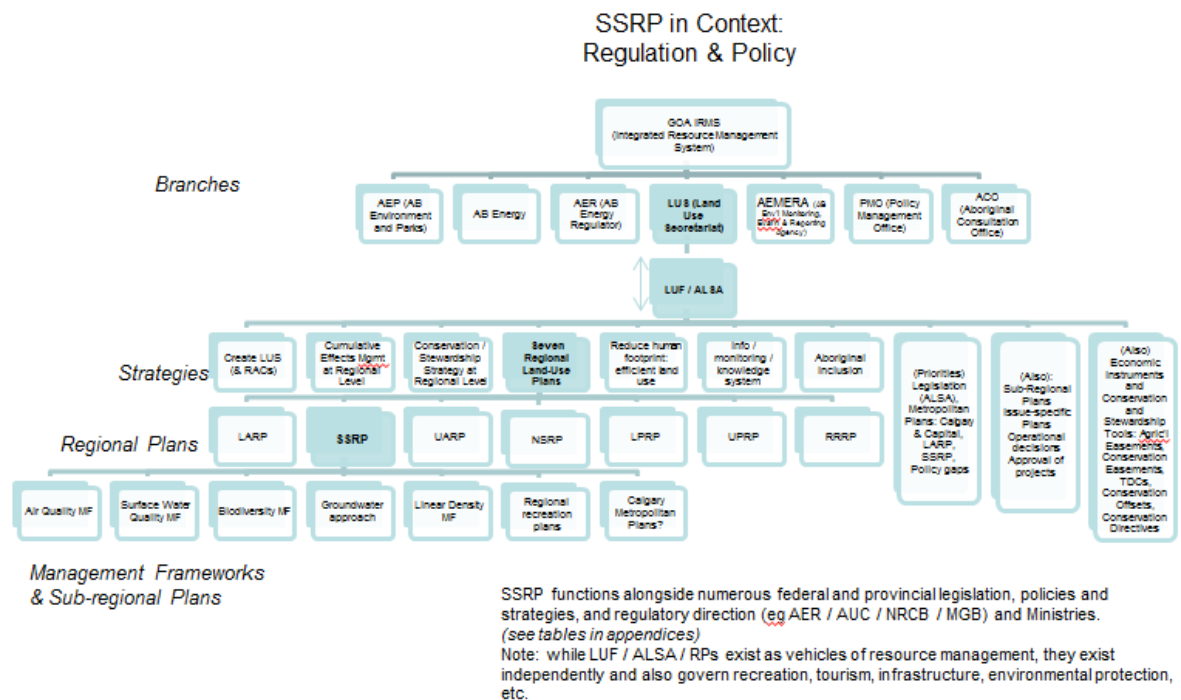 SSRP in Context:
Regulation & Policy
GOA IRMS
(Integrated Resource Management
System)
Branches
AEP (AB
Environment
and Parks)
AB Energy
AER (AB
Energy
Regulator)
LUS (Land
Use
Secretariat)
AEMERA (AB
Env'l Monitoring,
Eval'n & Reporting
Agency)
PMO (Policy
Management
Office)
ACO
(Aboriginal
Consultation
Office)
LUF / ALSA
Strategies
Create LUS
(& RACs)
Cumulative
Effects Mgmt
at Regional
Level
Conservation /
Stewardship
Strategy at
Regional Level
Seven
Regional
Land-Use
Plans
Reduce human
footprint:
efficient land
use
Info /
monitoring /
knowledge
system
Aboriginal
Inclusion
(Priorities)
Legislation
(ALSA),
Metropolitan
Plans: Calgary
& Capital,
LARP,
SSRP,
Policy gaps
(Also):
Sub-Regional
Plans
Issue-specific
Plans
Operational
decisions
Approval of
projects
(Also)
Economic
Instruments
and
Conservation
and
Stewardship
Tools: Agric'l
Easements,
Conservation
Easements,
TDCs,
Conservation
Offsets,
Conservation
Directives
Regional Plans
LARP
SSRP
UARP
NSRP
LPRP
UPRP
RRRP
Air Quality MF
Surface Water
Quality MF
Biodiversity MF
Groundwater
approach
Linear Density
MF
Regional
recreation
plans
Calgary
Metropolitan
Plans?
Management Frameworks
& Sub-regional Plans
SSRP functions alongside numerous federal and provincial legislation, policies and
strategies, and regulatory direction (eg AER / AUC / NRCB / MGB) and Ministries.
(see tables in appendices)
Note: while LUF / ALSA / RPs exist as vehicles of resource management, they exist
independently and also govern recreation, tourism, infrastructure, environmental protection,
etc.